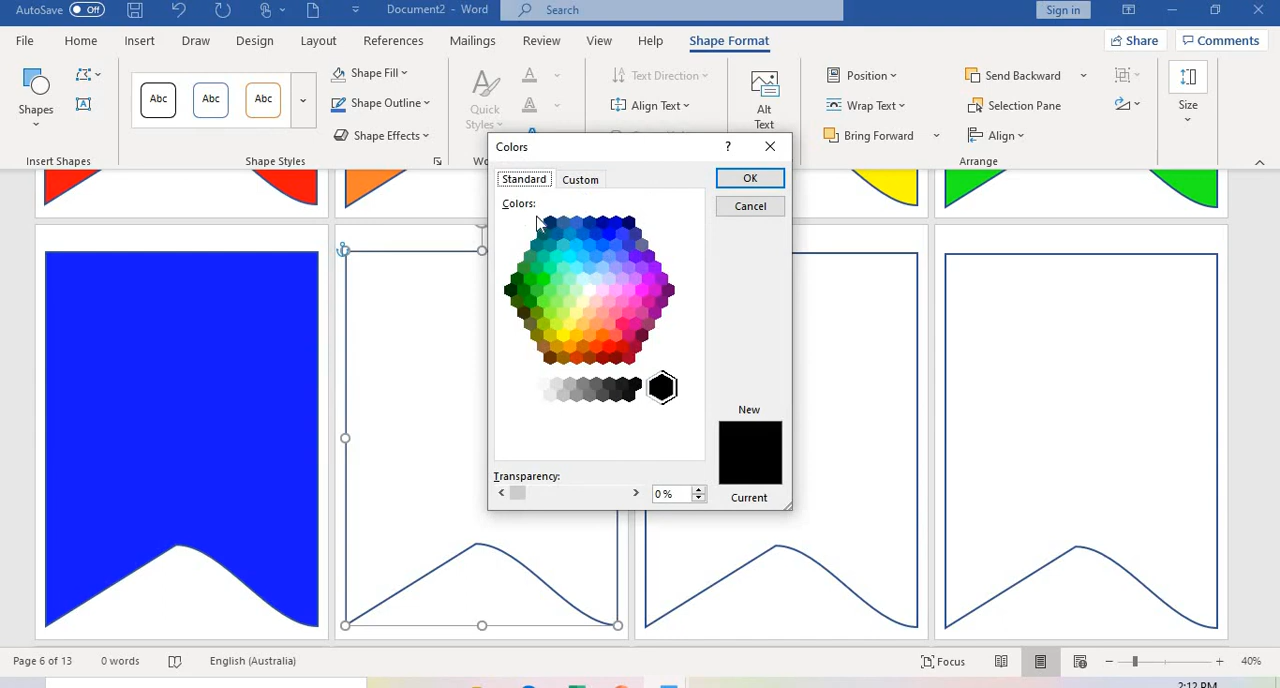 AutoSave Off Document2 - Word Search Sign in
File Home Insert Draw Design Layout References Mailings Review View Help Shape Format Share Comments
Shapes
Insert Shapes
Abc Abc Abc
Shape Fill
Shape Outline
Shape Effects
Shape Styles
Quick
Styles
Text Direction
Align Text
Alt
Text
Position
Wrap Text
Bring Forward
Send Backward
Selection Pane
Align
Arrange
Size
Colors ?
Standard Custom
Colors:
OK
Cancel
New
Current
Transparency:
0 %
Page 6 of 13 0 words English (Australia) Focus 40%
2:12 PM